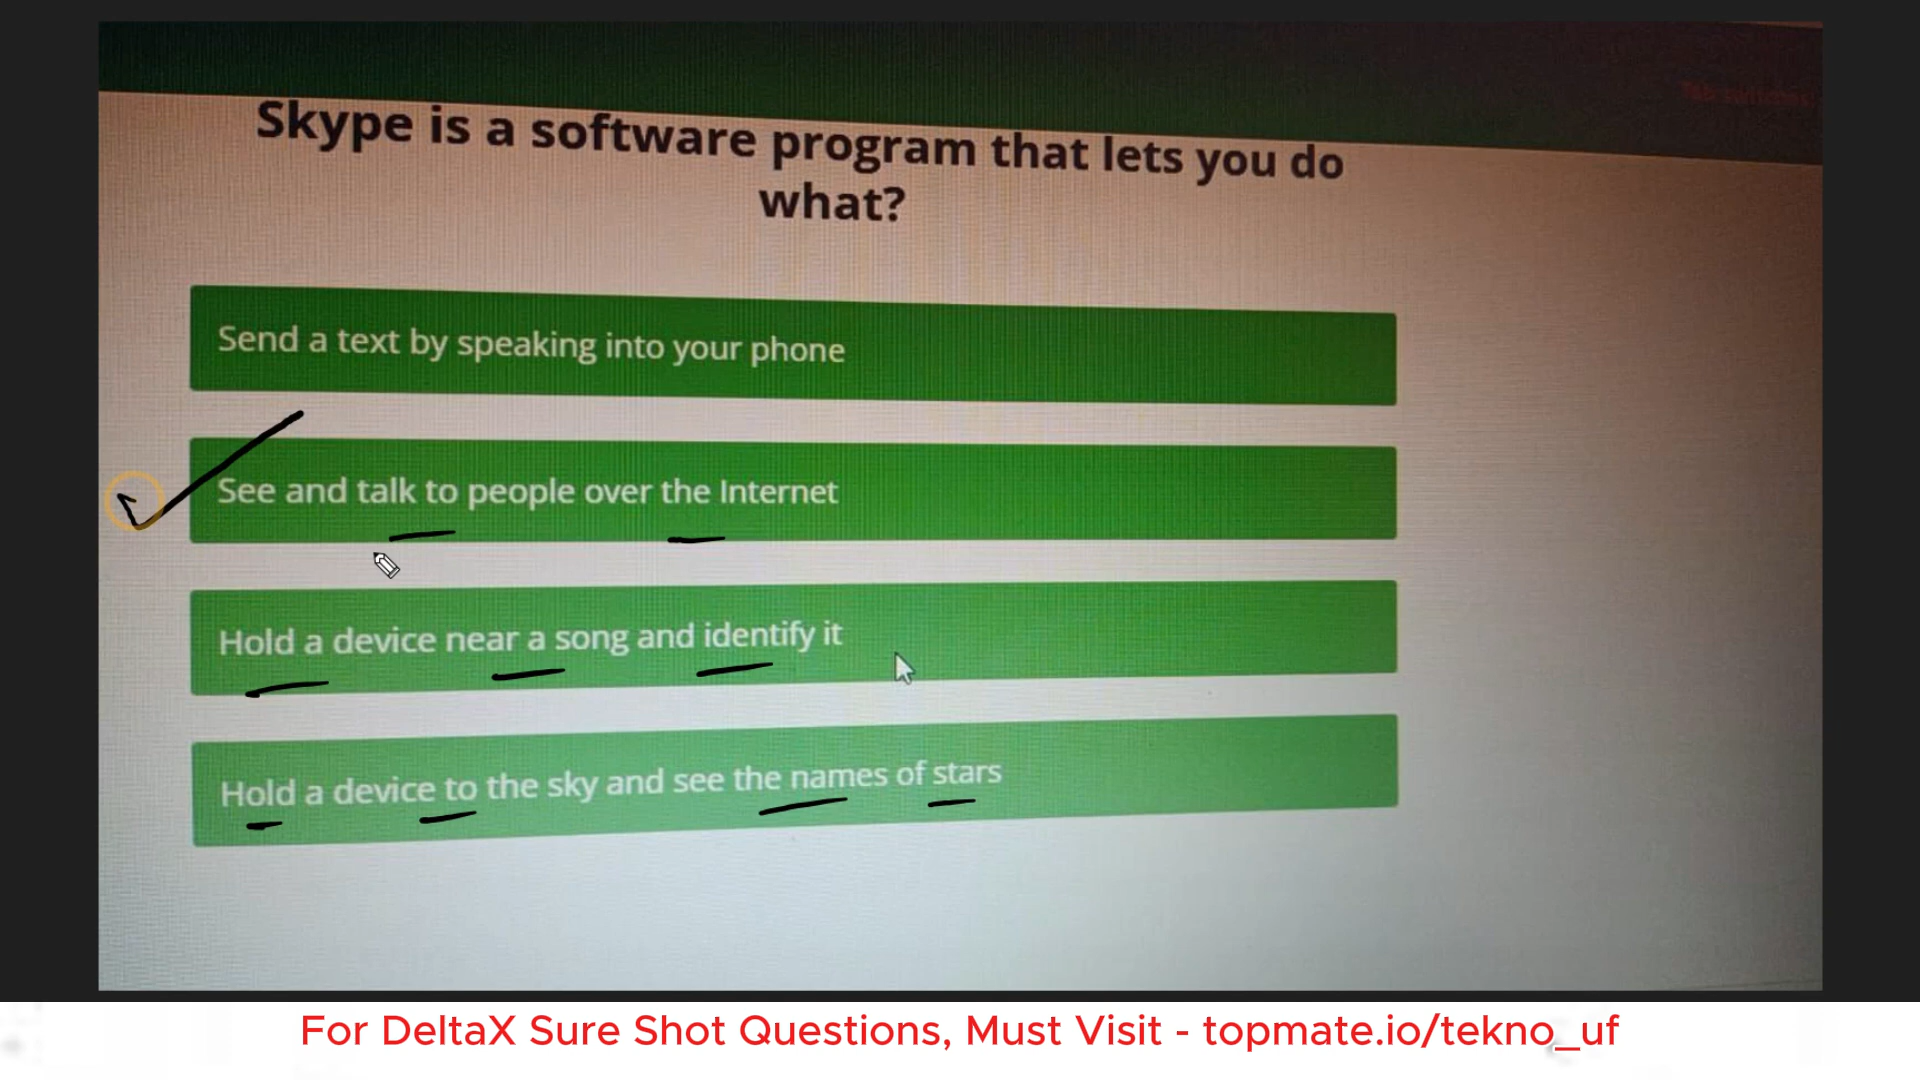 Skype is a software program that lets you do
what?
Send a text by speaking into your phone
See and talk to people over the Internet
Hold a device near a song and identify it
Hold a device to the sky and see the names of stars
For DeltaX Sure Shot Questions, Must Visit - topmate.io/tekno_uf